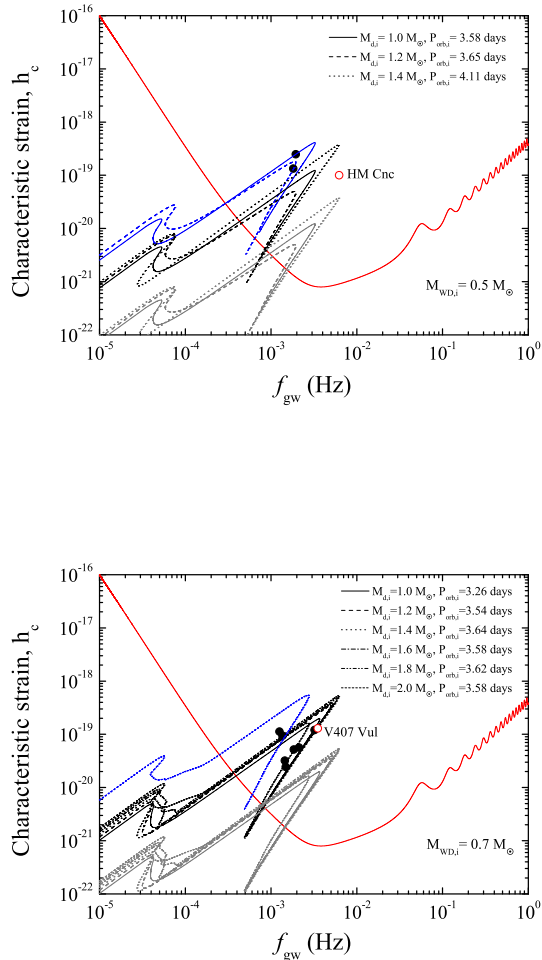 10⁻¹⁶
M_d,i= 1.0 M_⊙, P_orb,i=3.58 days
M_d,i= 1.2 M_⊙, P_orb,i=3.65 days
M_d,i= 1.4 M_⊙, P_orb,i=4.11 days
10⁻¹⁷
10⁻¹⁸
10⁻¹⁹
HM Cnc
10⁻²⁰
10⁻²¹
M_WD,i= 0.5 M_⊙
10⁻²²
Characteristic strain, h_c
10⁻⁵ 10⁻⁴ 10⁻³ 10⁻² 10⁻¹ 10⁰
f_gw (Hz)
10⁻¹⁶
M_d,i=1.0 M_⊙, P_orb,i=3.26 days
M_d,i=1.2 M_⊙, P_orb,i=3.54 days
M_d,i=1.4 M_⊙, P_orb,i=3.64 days
M_d,i=1.6 M_⊙, P_orb,i=3.58 days
M_d,i=1.8 M_⊙, P_orb,i=3.62 days
M_d,i=2.0 M_⊙, P_orb,i=3.58 days
10⁻¹⁷
10⁻¹⁸
10⁻¹⁹
V407 Vul
10⁻²⁰
10⁻²¹
M_WD,i= 0.7 M_⊙
10⁻²²
Characteristic strain, h_c
10⁻⁵ 10⁻⁴ 10⁻³ 10⁻² 10⁻¹ 10⁰
f_gw (Hz)